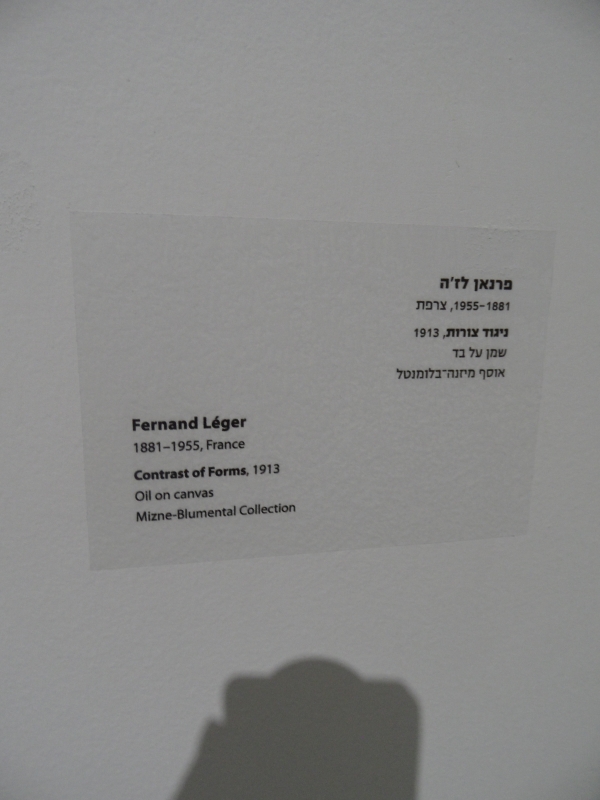 פרנאן לז'ה
1881–1955, צרפת
ניגוד צורות, 1913
שמן על בד
אוסף מיזנה־בלומנטל
Fernand Léger
1881–1955, France
Contrast of Forms, 1913
Oil on canvas
Mizne-Blumental Collection